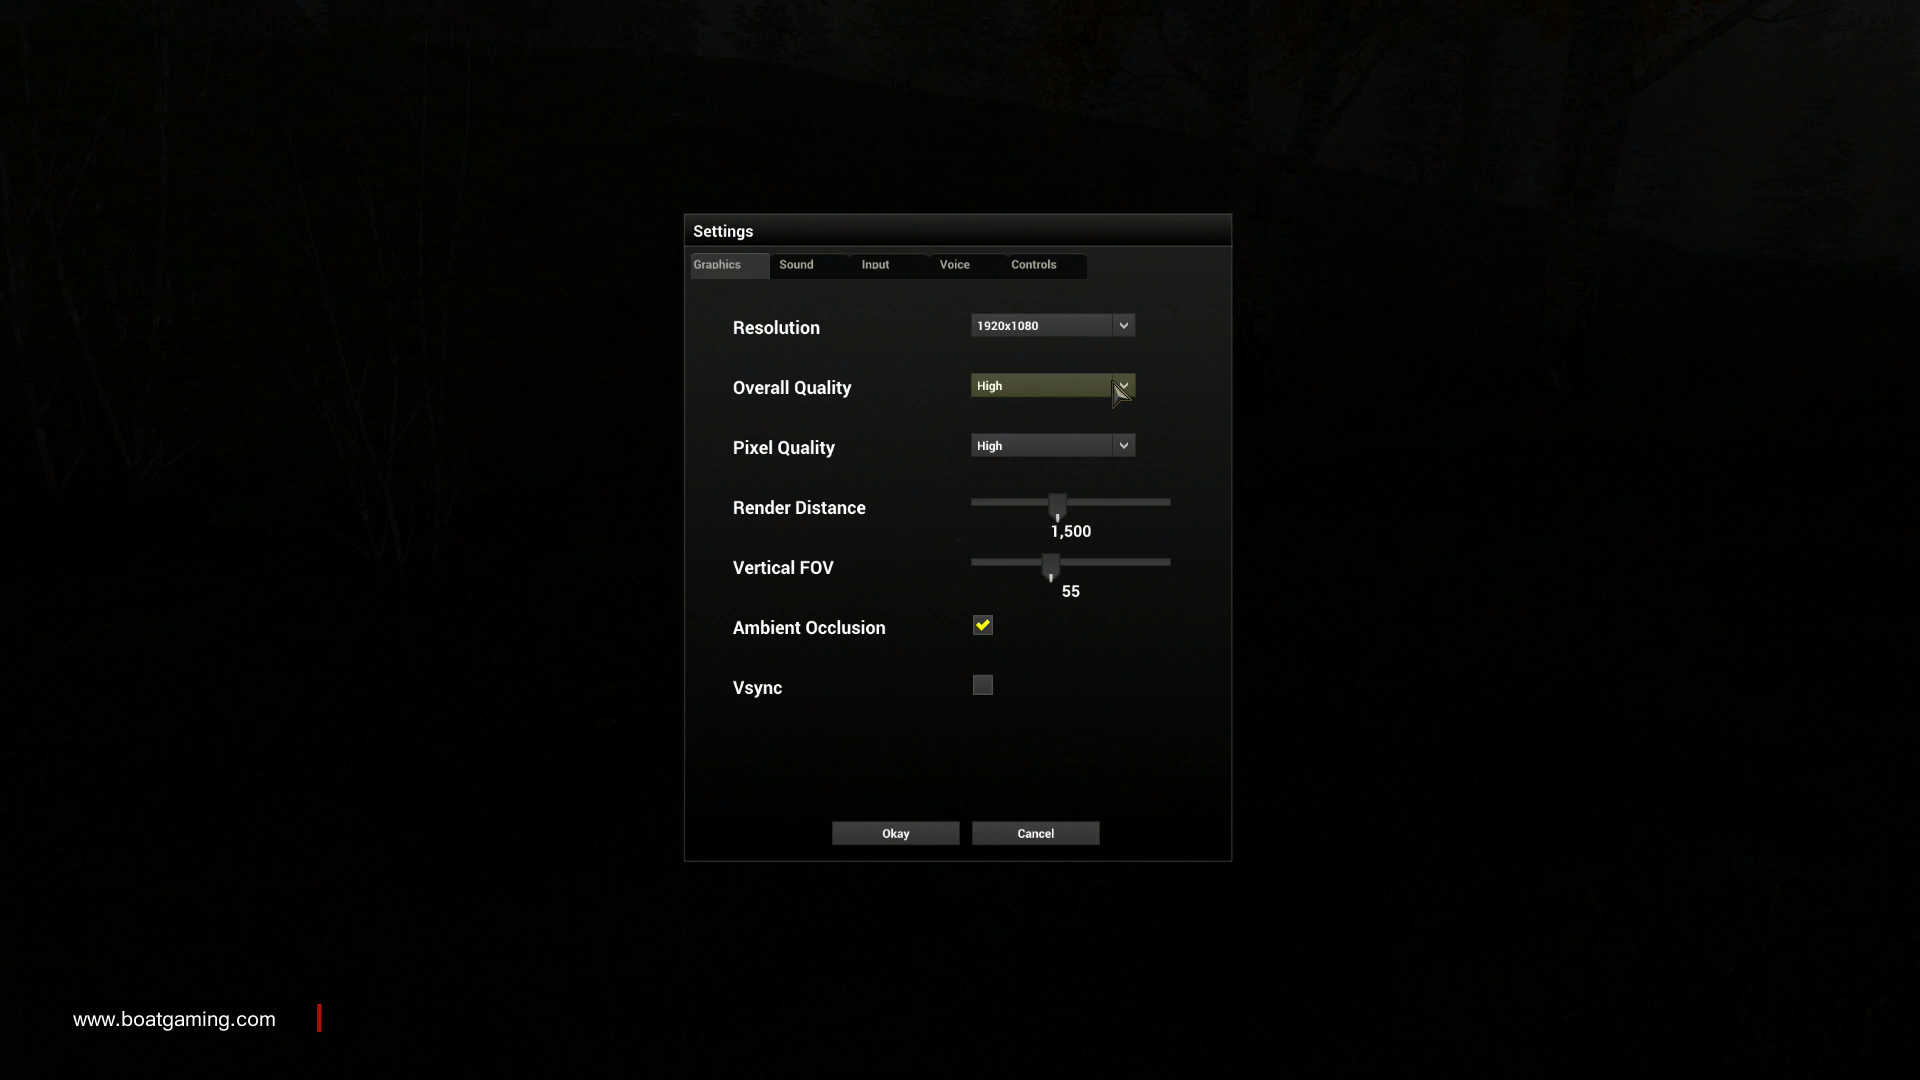 Settings
Graphics Sound Input Voice Controls
Resolution 1920x1080
Overall Quality High
Pixel Quality High
Render Distance
1,500
Vertical FOV
55
Ambient Occlusion
Vsync
Okay Cancel
www.boatgaming.com